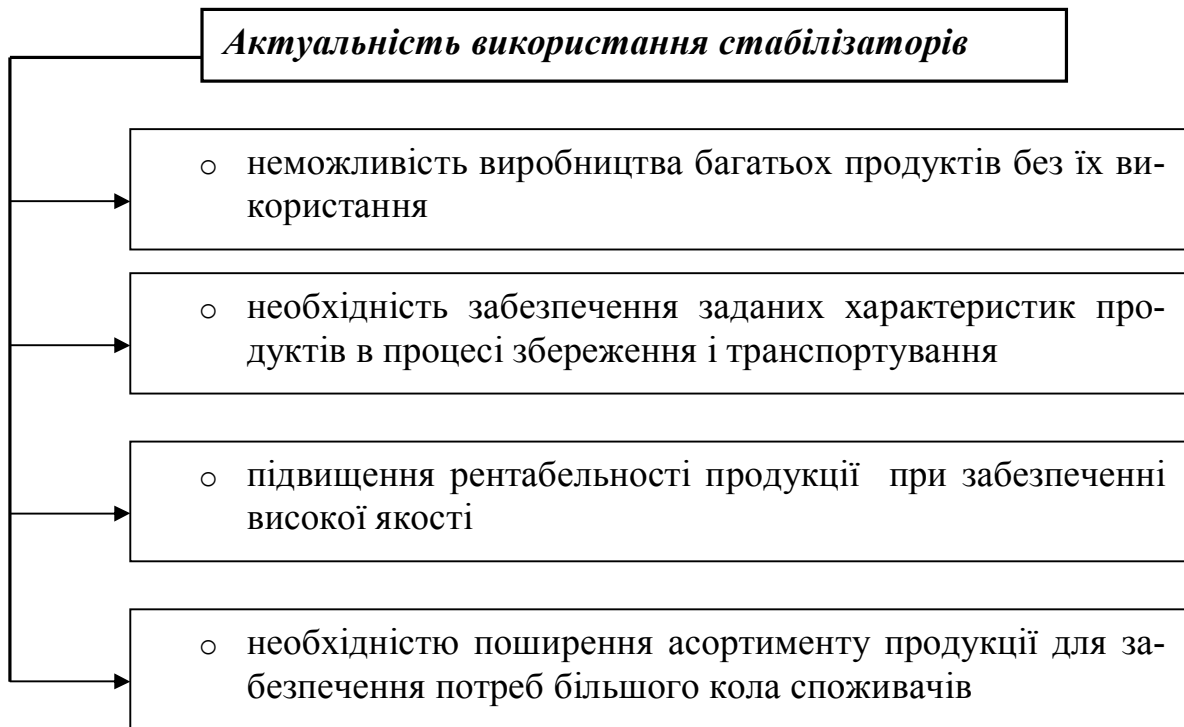 Актуальність використання стабілізаторів
o неможливість виробництва багатьох продуктів без їх ви-
користання
o необхідність забезпечення заданих характеристик про-
дуктів в процесі збереження і транспортування
o підвищення рентабельності продукції при забезпеченні
високої якості
o необхідністю поширення асортименту продукції для за-
безпечення потреб більшого кола споживачів